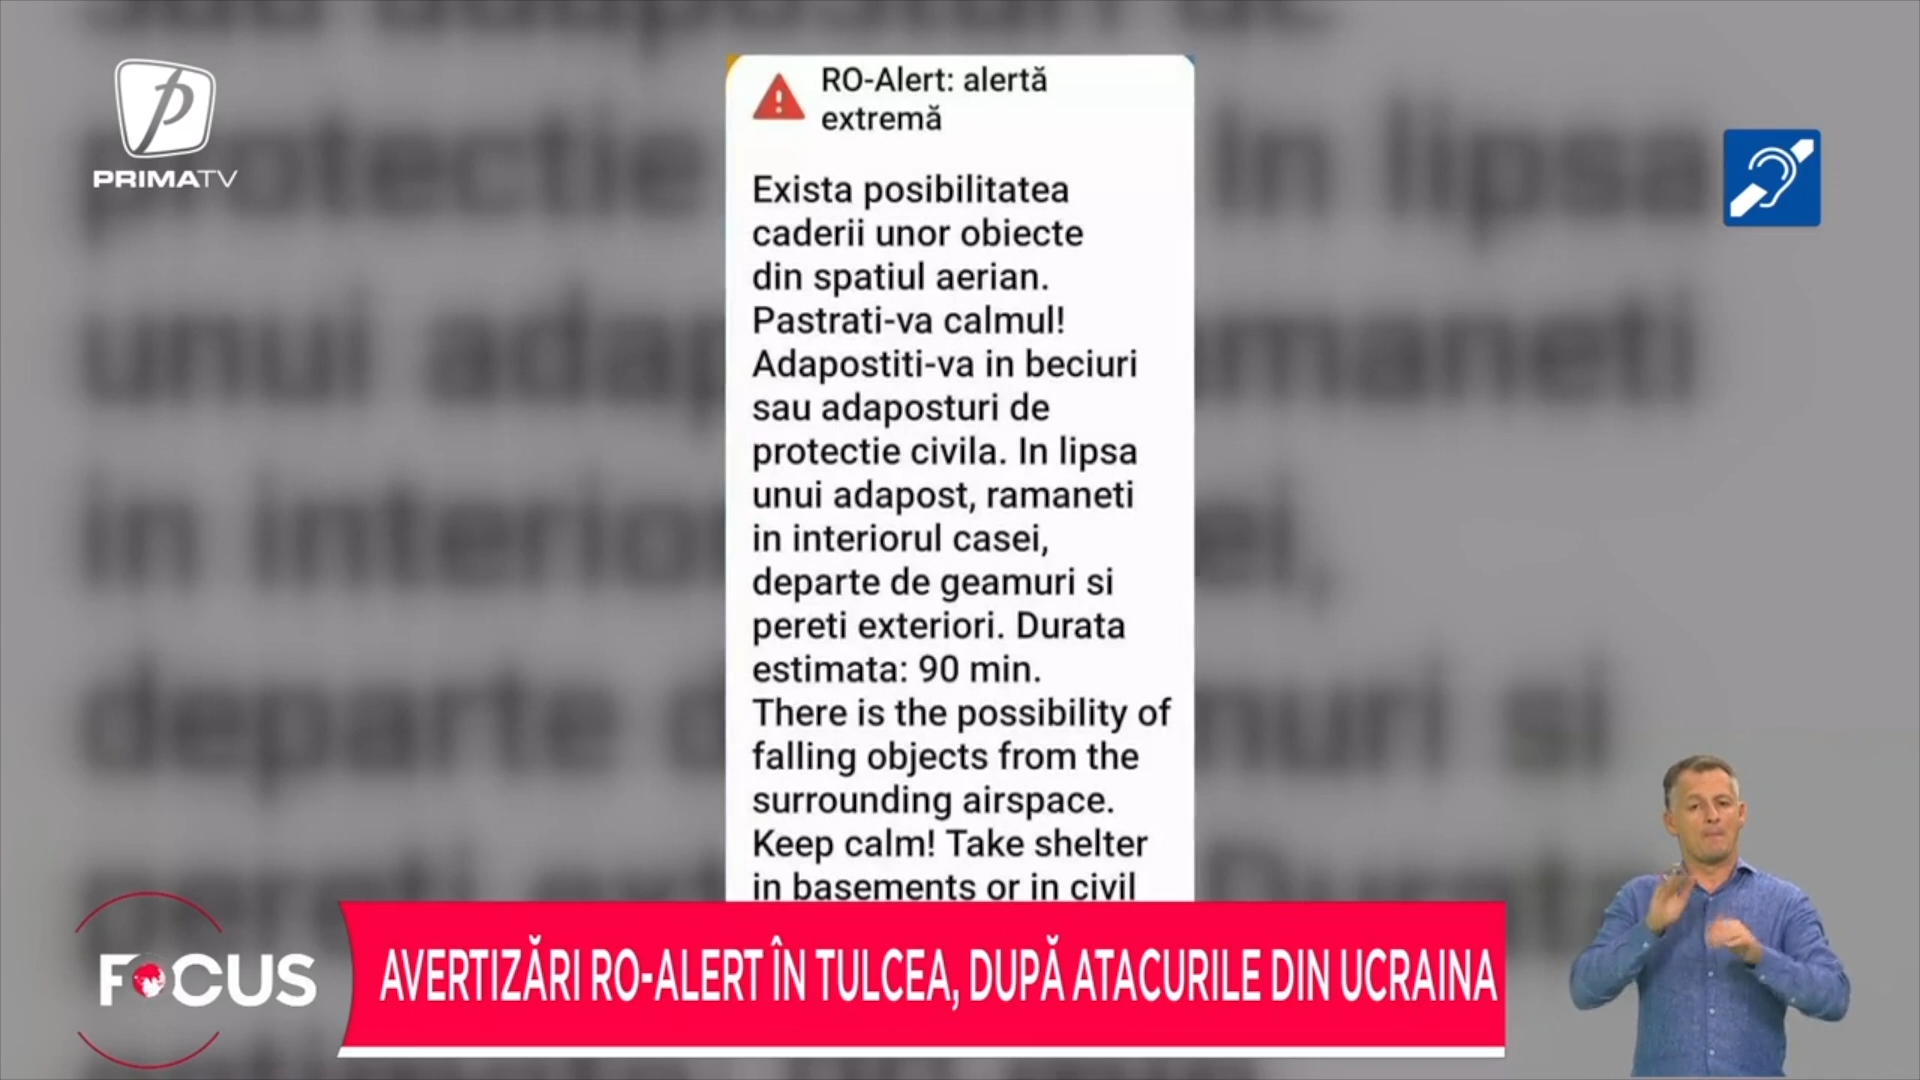 PRIMATV
RO-Alert: alertă
extremă
Exista posibilitatea
caderii unor obiecte
din spatiul aerian.
Pastrati-va calmul!
Adapostiti-va in beciuri
sau adaposturi de
protectie civila. In lipsa
unui adapost, ramaneti
in interiorul casei,
departe de geamuri si
pereti exteriori. Durata
estimata: 90 min.
There is the possibility of
falling objects from the
surrounding airspace.
Keep calm! Take shelter
in basements or in civil
FOCUS
AVERTIZĂRI RO-ALERT ÎN TULCEA, DUPĂ ATACURILE DIN UCRAINA